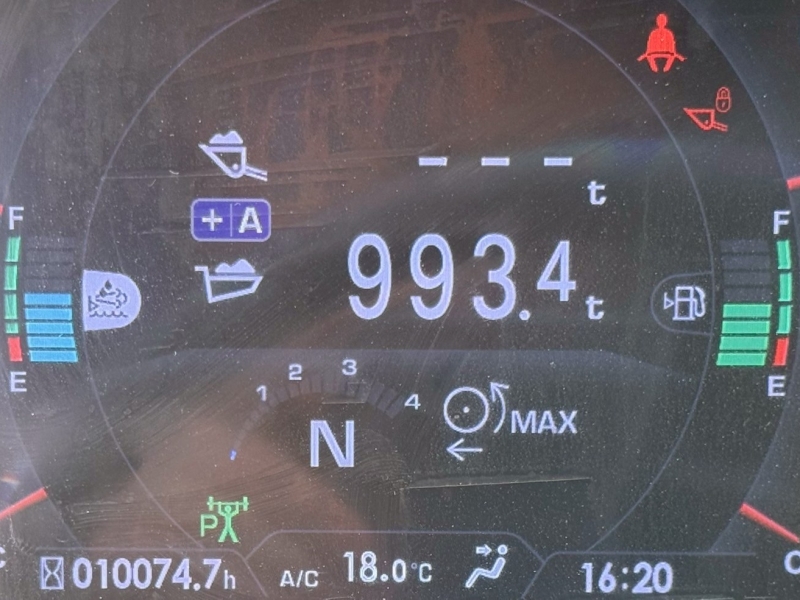 - - - t
+ A
993.4 t
F
F
E
E
1 2 3 4
N
MAX
P
C
C
010074.7h
A/C 18.0°C
16:20